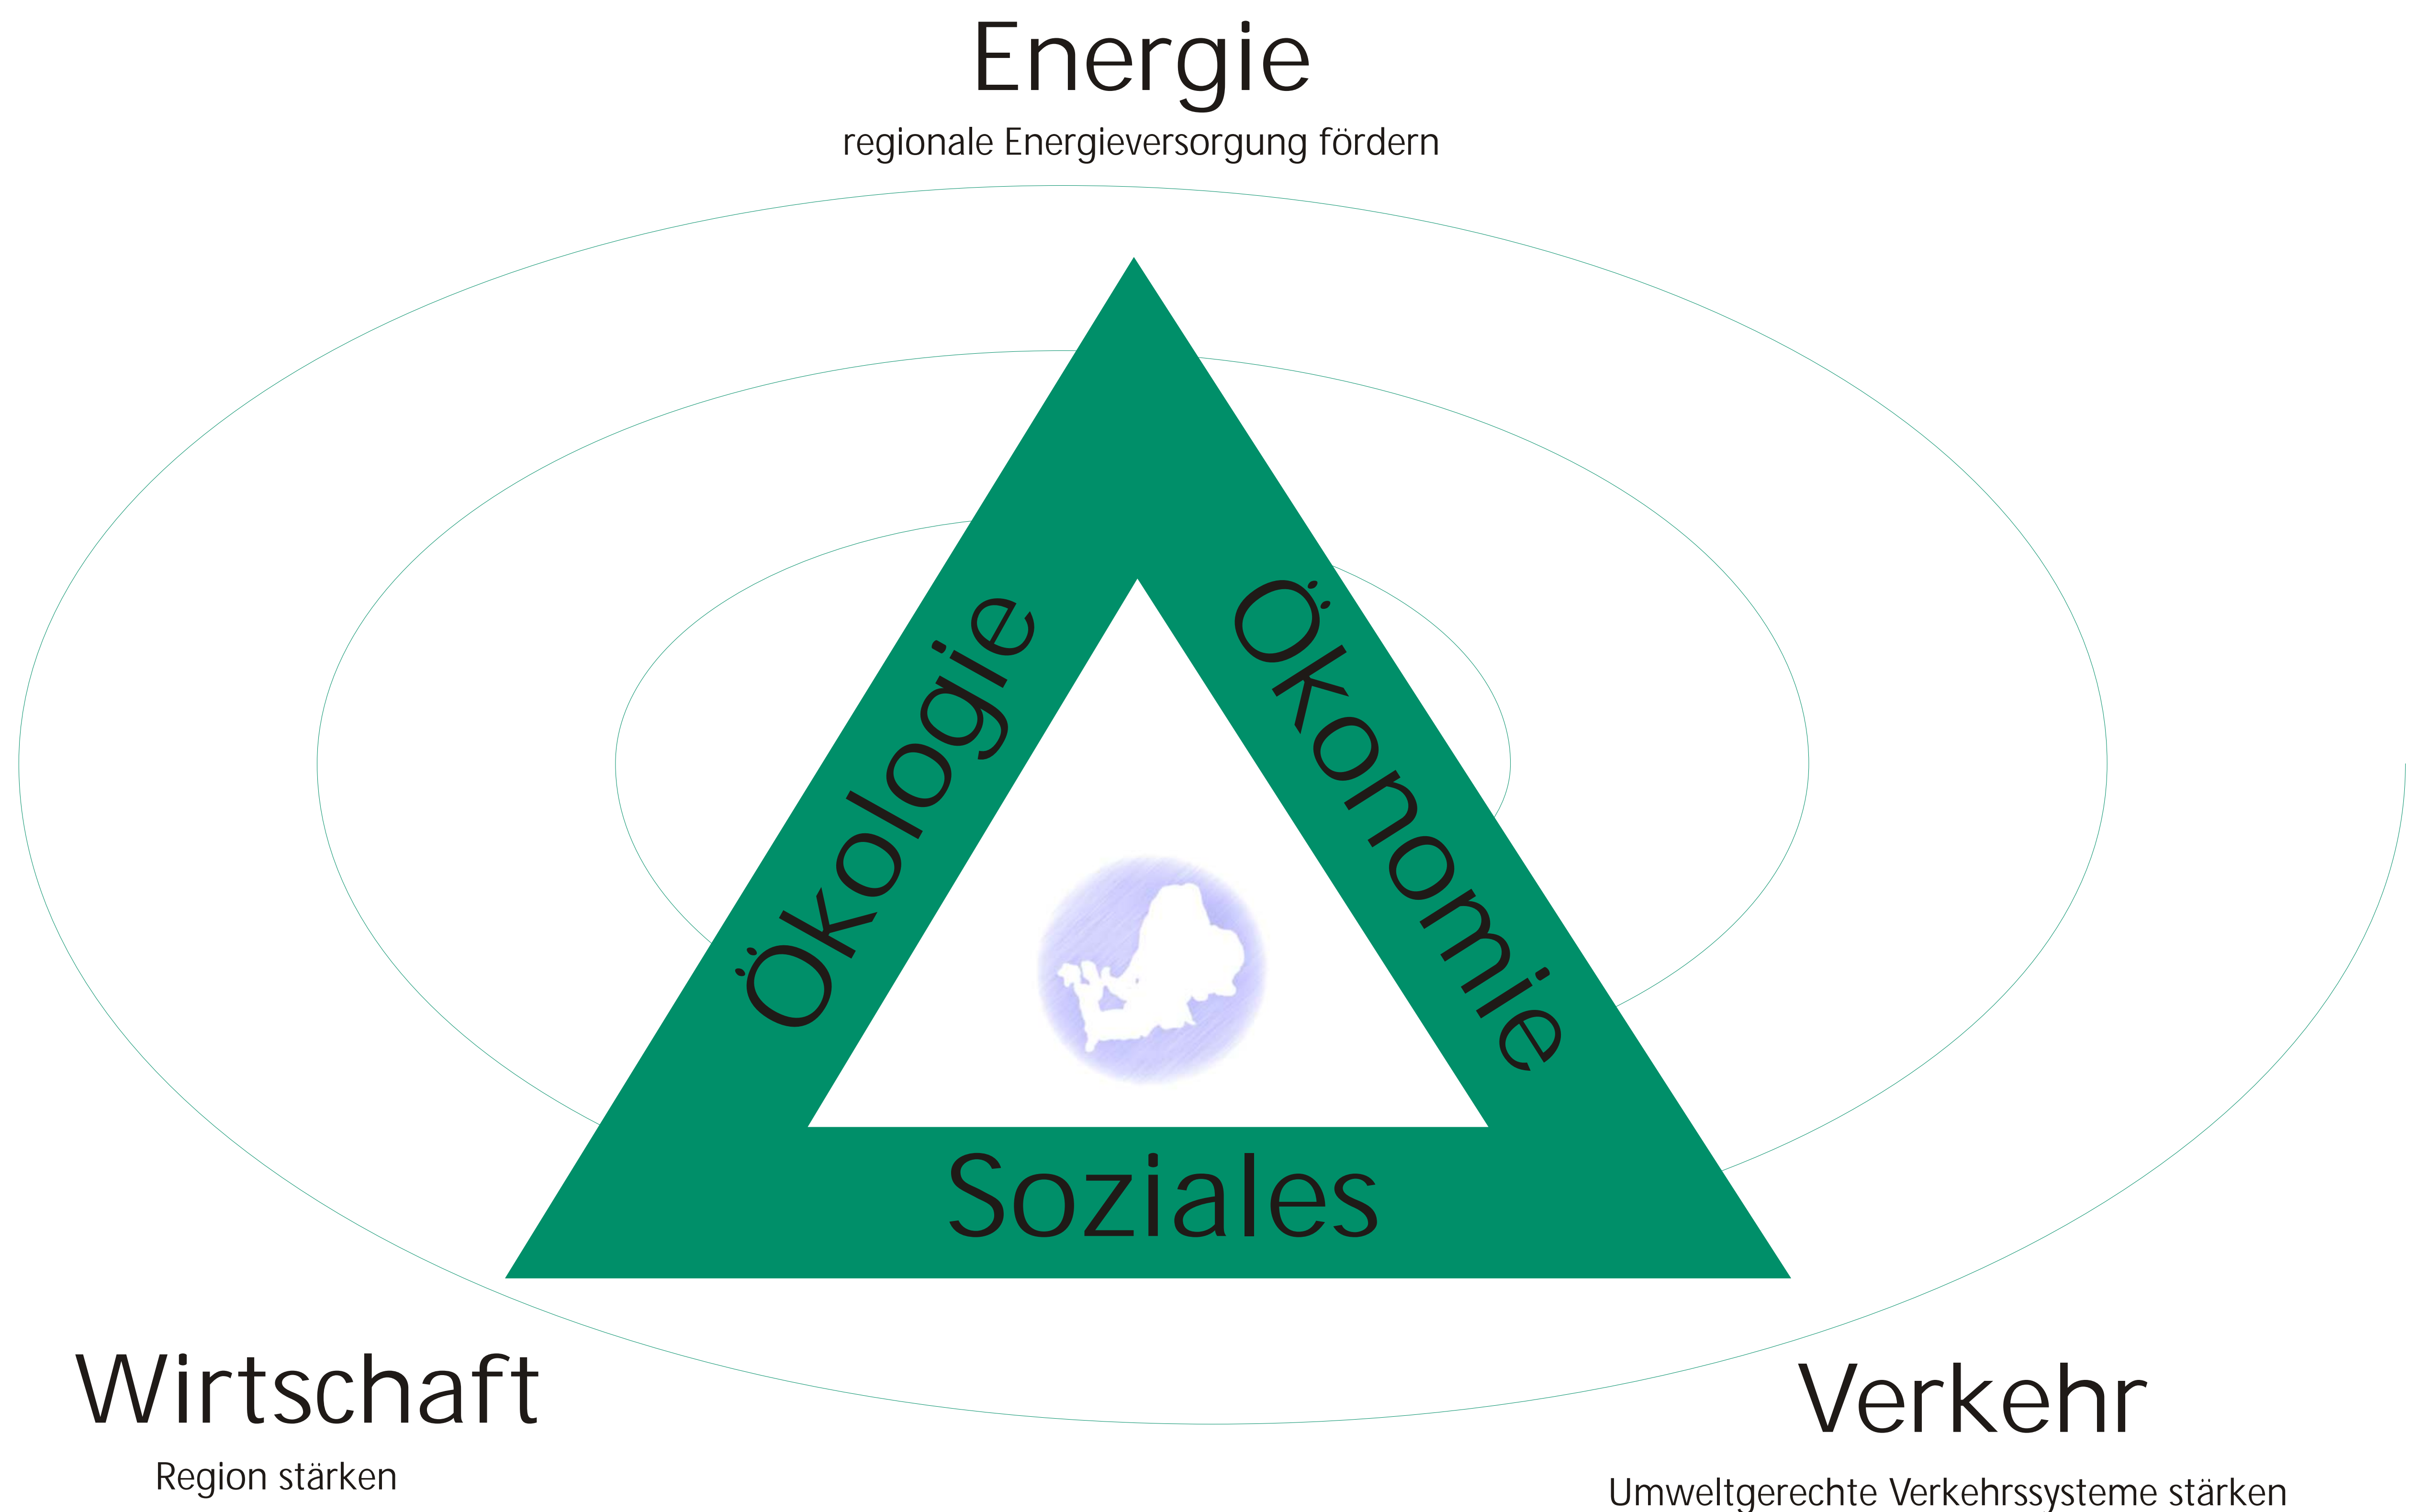 Energie
regionale Energieversorgung fördern
Ökologie
Ökonomie
Soziales
Wirtschaft
Region stärken
Verkehr
Umweltgerechte Verkehrssysteme stärken